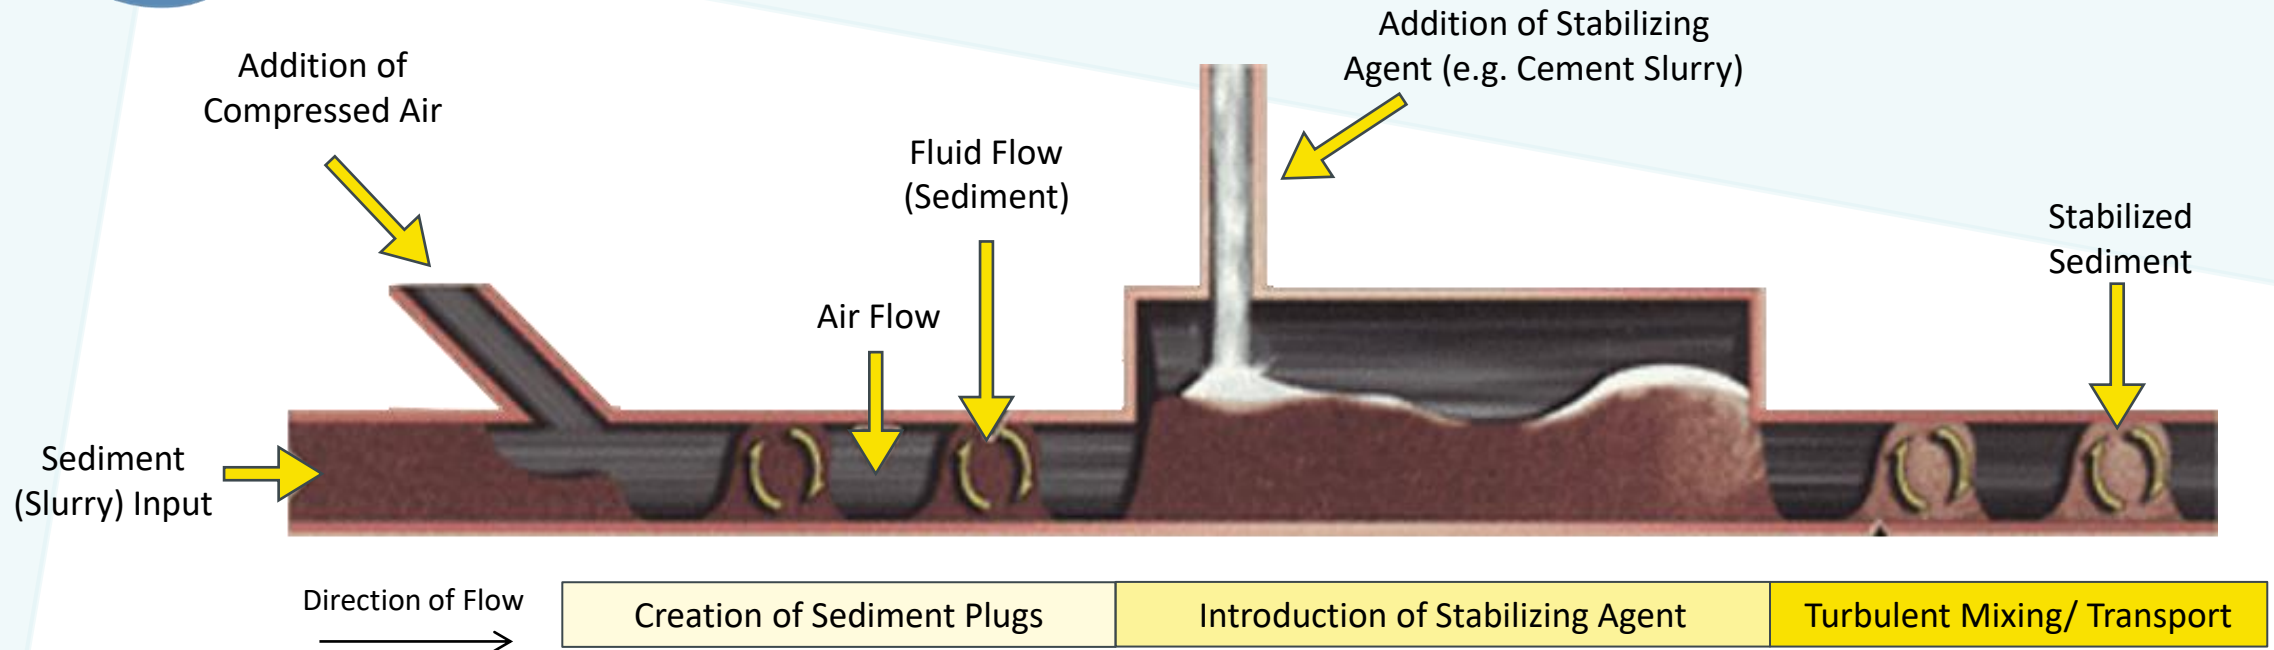 Addition of
Compressed Air
Addition of Stabilizing
Agent (e.g. Cement Slurry)
Fluid Flow
(Sediment)
Air Flow
Stabilized
Sediment
Sediment
(Slurry) Input
Direction of Flow
Creation of Sediment Plugs
Introduction of Stabilizing Agent
Turbulent Mixing/ Transport